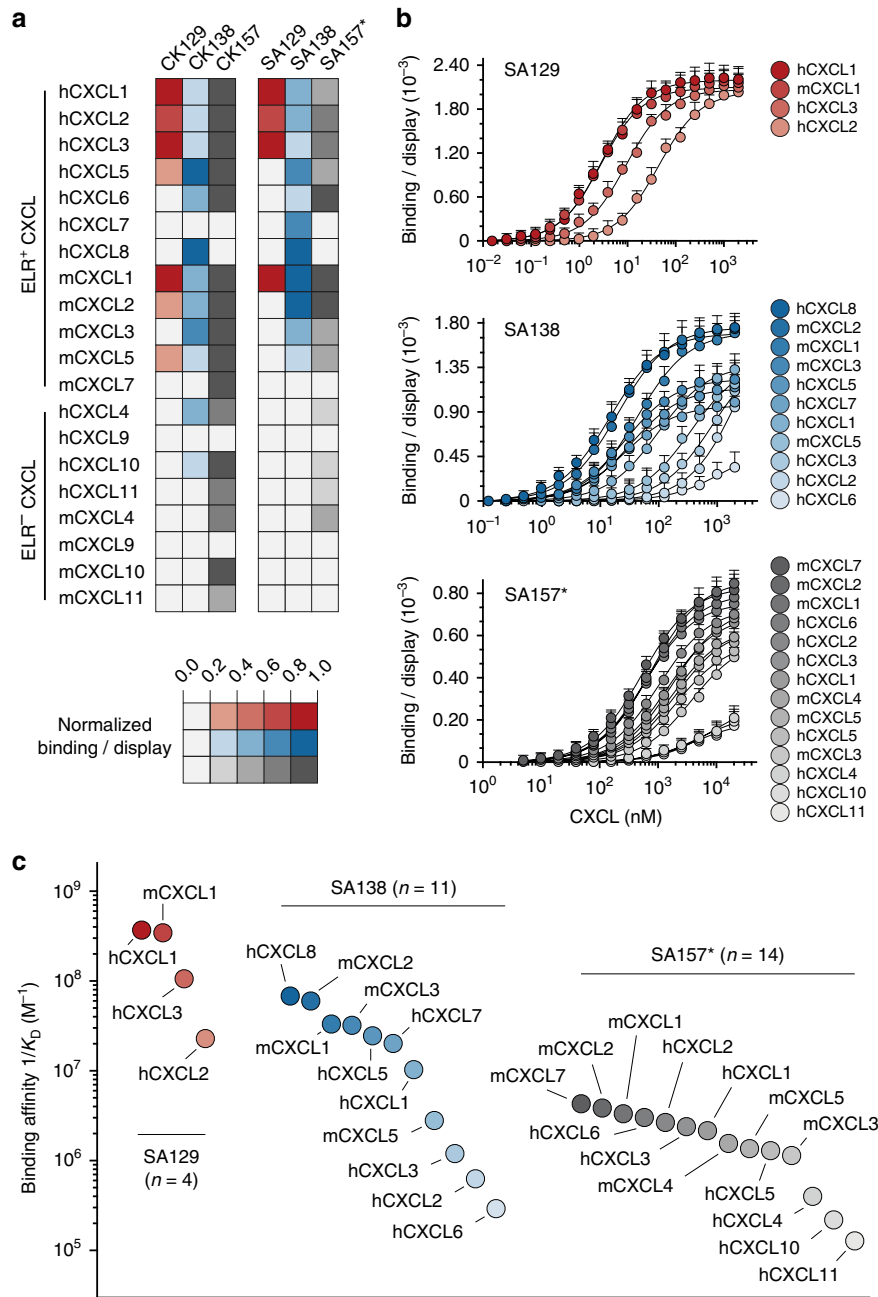 a
CK129
CK138
CK157
SA129
SA138
SA157*
ELR+ CXCL
hCXCL1
hCXCL2
hCXCL3
hCXCL5
hCXCL6
hCXCL7
hCXCL8
mCXCL1
mCXCL2
mCXCL3
mCXCL5
mCXCL7
ELR− CXCL
hCXCL4
hCXCL9
hCXCL10
hCXCL11
mCXCL4
mCXCL9
mCXCL10
mCXCL11
0.0 0.2 0.4 0.6 0.8 1.0
Normalized
binding / display
b
SA129
Binding / display (10−3)
2.40
1.80
1.20
0.60
0
10−2 10−1 100 101 102 103
hCXCL1
mCXCL1
hCXCL3
hCXCL2
SA138
Binding / display (10−3)
1.80
1.35
0.90
0.45
0
10−1 100 101 102 103
hCXCL8
mCXCL2
mCXCL1
mCXCL3
hCXCL5
hCXCL7
hCXCL1
mCXCL5
hCXCL3
hCXCL2
hCXCL6
SA157*
Binding / display (10−3)
0.80
0.60
0.40
0.20
0
100 101 102 103 104
CXCL (nM)
mCXCL7
mCXCL2
mCXCL1
hCXCL6
hCXCL2
hCXCL3
hCXCL1
mCXCL4
mCXCL5
hCXCL5
mCXCL3
hCXCL4
hCXCL10
hCXCL11
c
Binding affinity 1/KD (M−1)
109
108
107
106
105
mCXCL1
hCXCL1
hCXCL3
hCXCL2
SA129
(n = 4)
SA138 (n = 11)
hCXCL8
mCXCL2
mCXCL3
mCXCL1
hCXCL7
hCXCL5
hCXCL1
mCXCL5
hCXCL3
hCXCL2
hCXCL6
SA157* (n = 14)
mCXCL1
mCXCL2
hCXCL2
mCXCL7
hCXCL1
mCXCL5
mCXCL3
hCXCL6
hCXCL3
mCXCL4
hCXCL5
hCXCL4
hCXCL10
hCXCL11